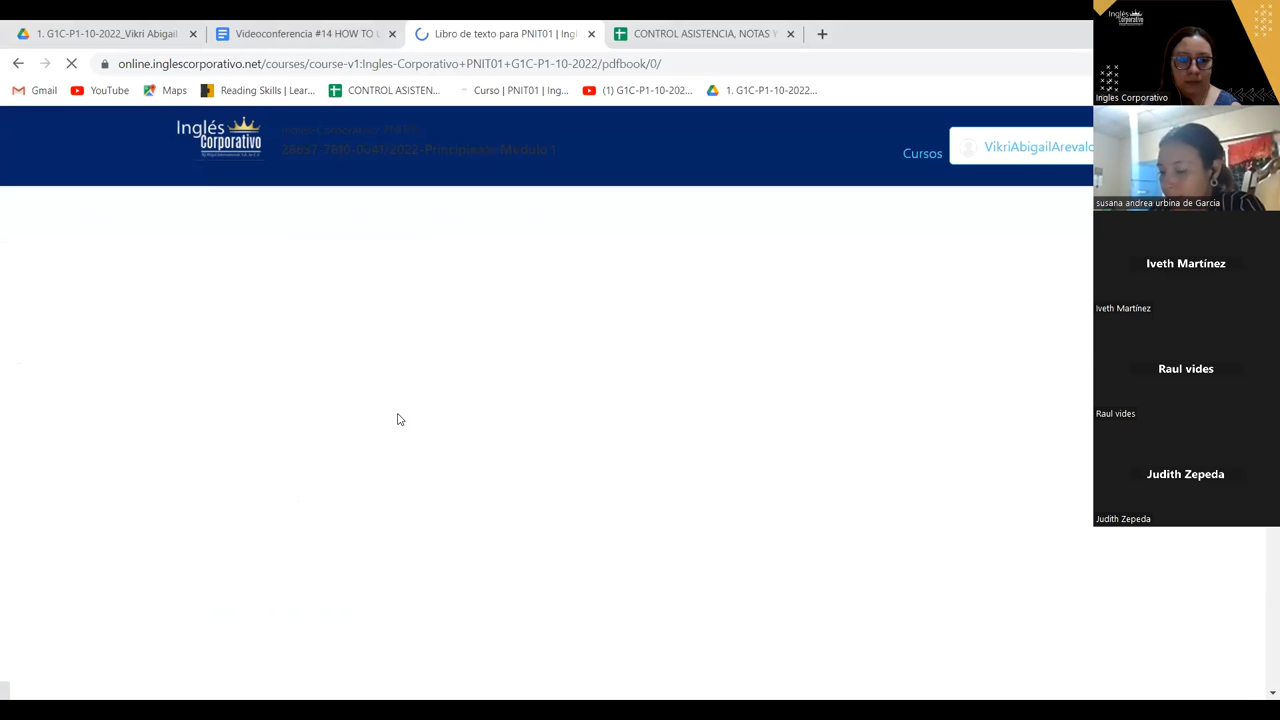 1. G1C-P1-10-2022_Vikri Abigail
Videoconferencia #14 HOW TO U
Libro de texto para PNIT01 | Ingl
CONTROL ASISTENCIA, NOTAS Y
online.inglescorporativo.net/courses/course-v1:Ingles-Corporativo+PNIT01+G1C-P1-10-2022/pdfbook/0/
Gmail
YouTube
Maps
Reading Skills | Lear...
CONTROL ASISTEN...
Curso | PNIT01 | Ing...
(1) G1C-P1-10-202...
1. G1C-P1-10-2022...
Inglés
Corporativo
Cursos
VikriAbigailArevalo
Inglés
Corporativo
Ingles Corporativo
susana andrea urbina de Garcia
Iveth Martínez
Iveth Martínez
Raul vides
Raul vides
Judith Zepeda
Judith Zepeda